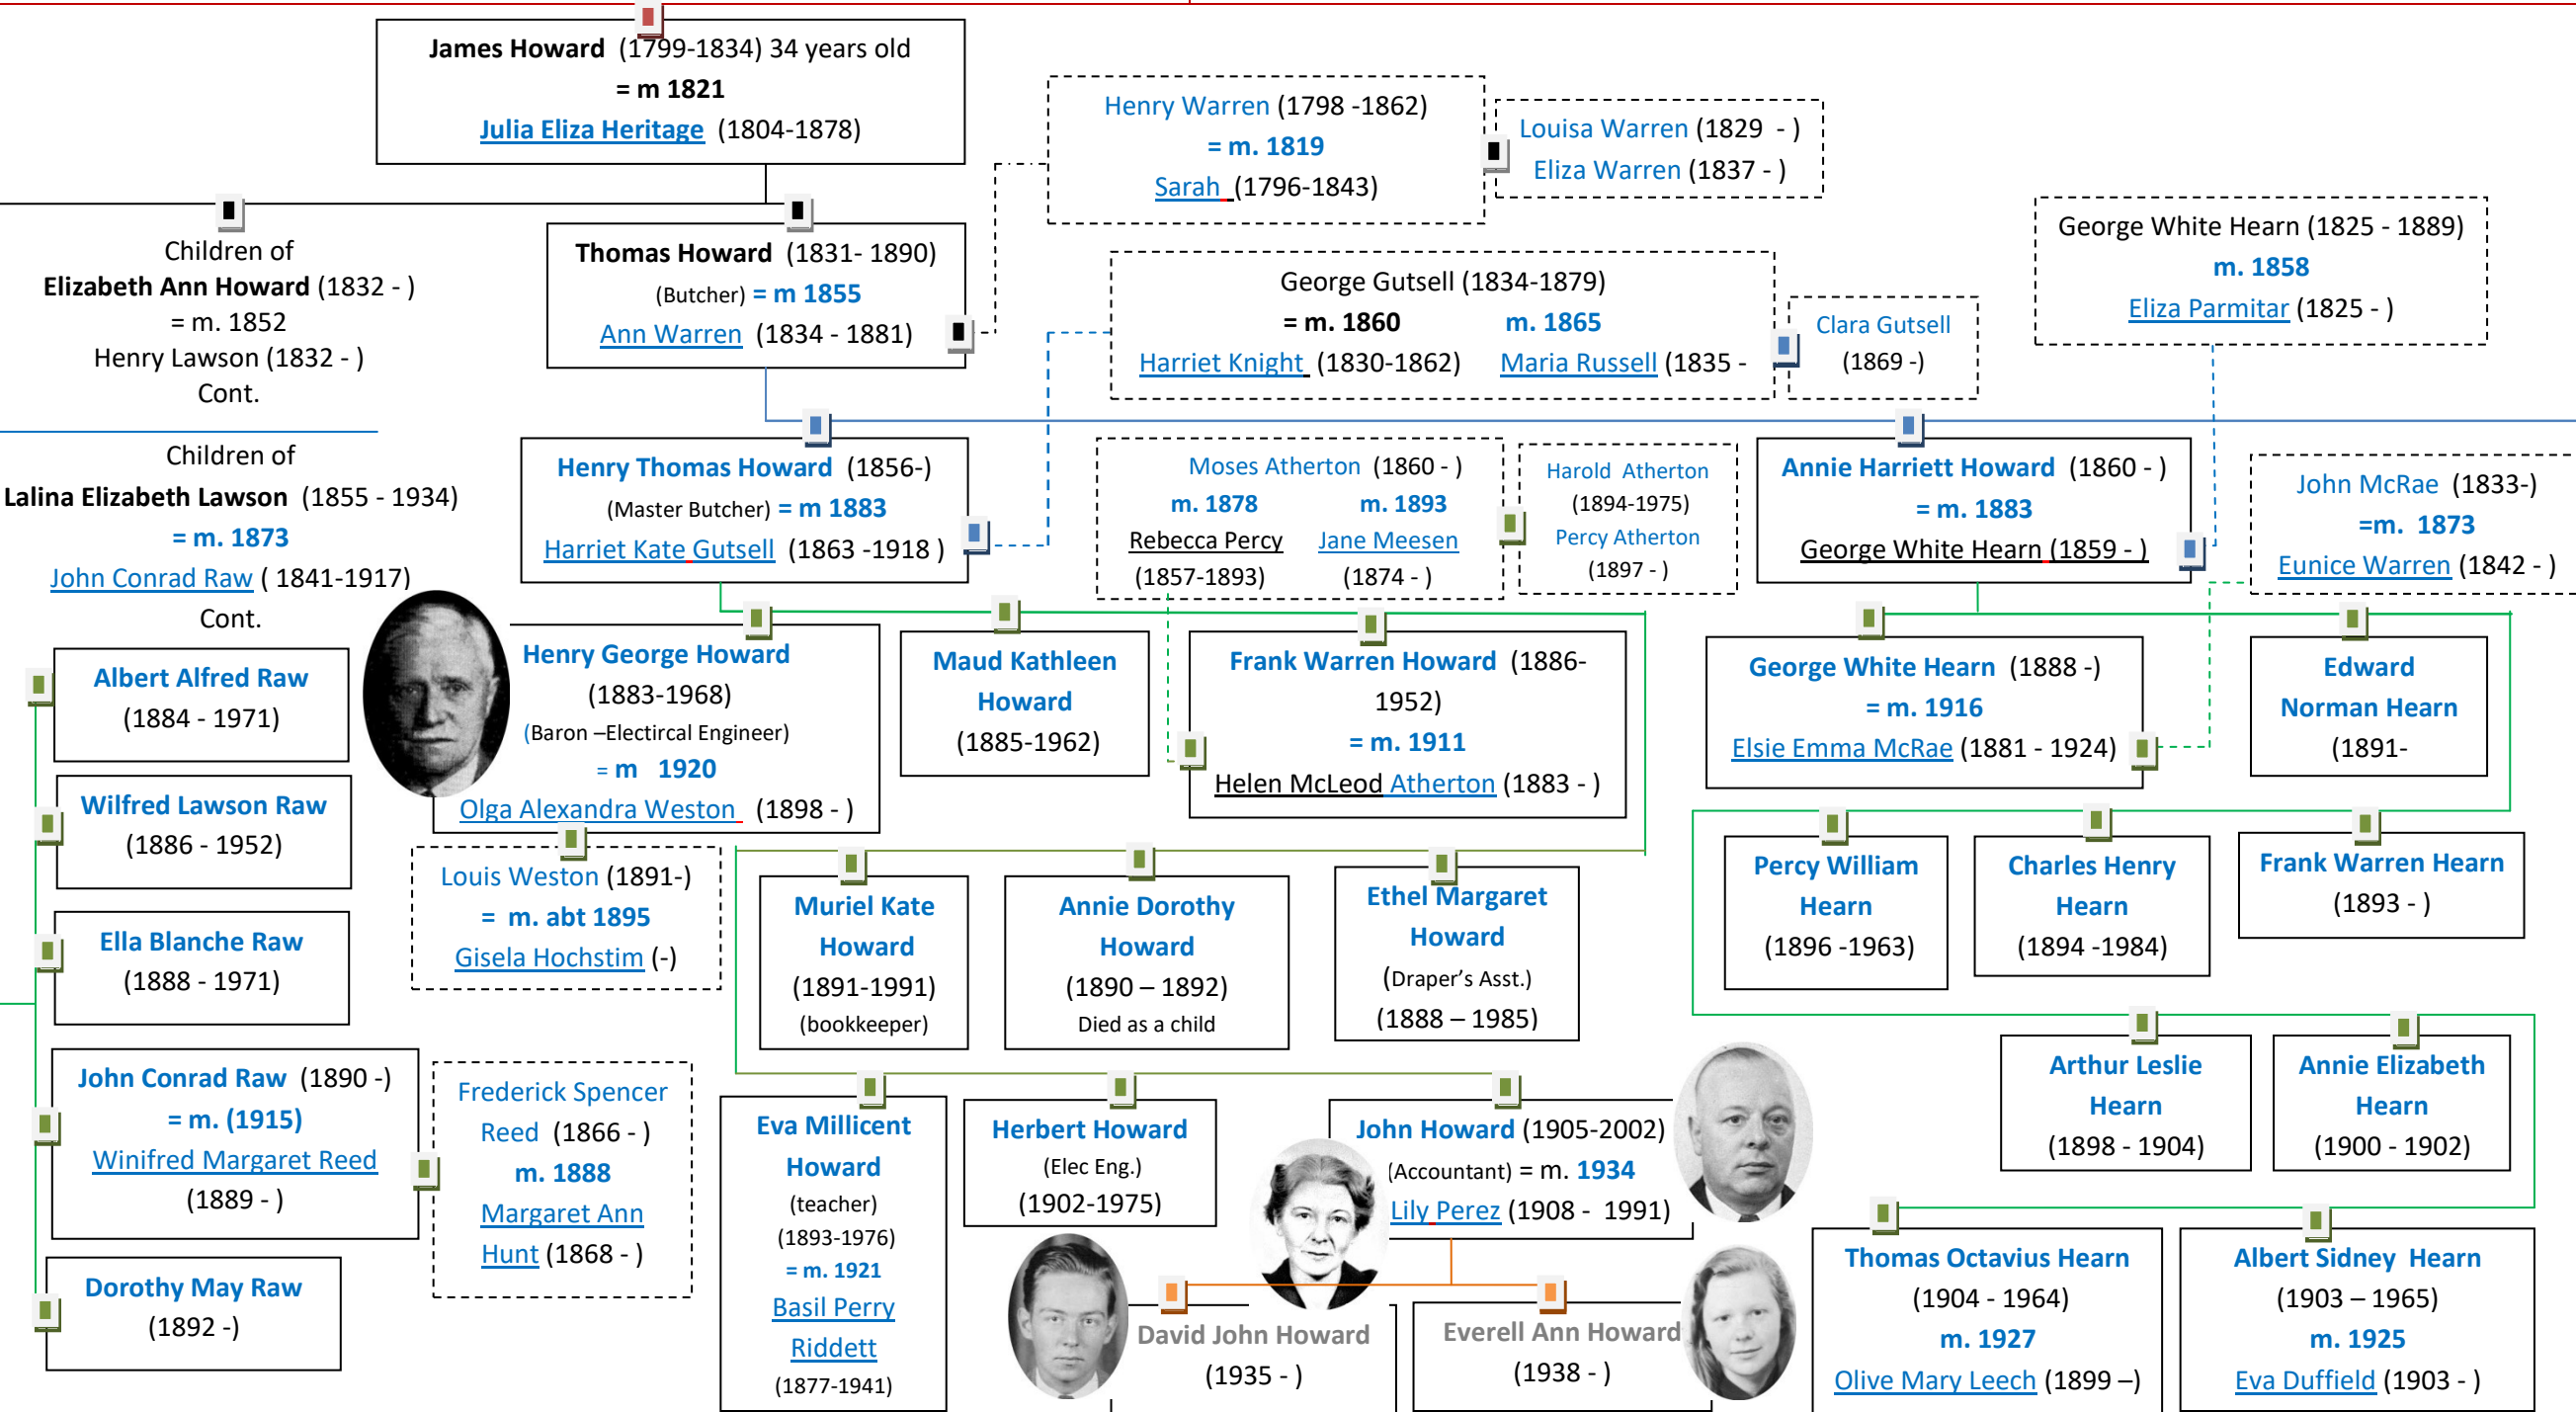 James Howard (1799-1834) 34 years old
= m 1821
Julia Eliza Heritage (1804-1878)
Henry Warren (1798 -1862)
= m. 1819
Sarah (1796-1843)
Louisa Warren (1829 - )
Eliza Warren (1837 - )
Children of
Elizabeth Ann Howard (1832 - )
= m. 1852
Henry Lawson (1832 - )
Cont.
Thomas Howard (1831- 1890)
(Butcher) = m 1855
Ann Warren (1834 - 1881)
George Gutsell (1834-1879)
= m. 1860 m. 1865
Harriet Knight (1830-1862) Maria Russell (1835 -
Clara Gutsell
(1869 -)
George White Hearn (1825 - 1889)
m. 1858
Eliza Parmitar (1825 - )
Children of
Lalina Elizabeth Lawson (1855 - 1934)
= m. 1873
John Conrad Raw ( 1841-1917)
Cont.
Henry Thomas Howard (1856-)
(Master Butcher) = m 1883
Harriet Kate Gutsell (1863 -1918 )
Moses Atherton (1860 - )
m. 1878 m. 1893
Rebecca Percy Jane Meesen
(1857-1893) (1874 - )
Harold Atherton
(1894-1975)
Percy Atherton
(1897 - )
Annie Harriett Howard (1860 - )
= m. 1883
George White Hearn (1859 - )
John McRae (1833-)
=m. 1873
Eunice Warren (1842 - )
Albert Alfred Raw
(1884 - 1971)
Wilfred Lawson Raw
(1886 - 1952)
Ella Blanche Raw
(1888 - 1971)
John Conrad Raw (1890 -)
= m. (1915)
Winifred Margaret Reed
(1889 - )
Dorothy May Raw
(1892 -)
Frederick Spencer
Reed (1866 - )
m. 1888
Margaret Ann
Hunt (1868 - )
Henry George Howard
(1883-1968)
(Baron –Electircal Engineer)
= m 1920
Olga Alexandra Weston (1898 - )
Louis Weston (1891-)
= m. abt 1895
Gisela Hochstim (-)
Maud Kathleen
Howard
(1885-1962)
Frank Warren Howard (1886-
1952)
= m. 1911
Helen McLeod Atherton (1883 - )
George White Hearn (1888 -)
= m. 1916
Elsie Emma McRae (1881 - 1924)
Edward
Norman Hearn
(1891-
Muriel Kate
Howard
(1891-1991)
(bookkeeper)
Annie Dorothy
Howard
(1890 – 1892)
Died as a child
Ethel Margaret
Howard
(Draper’s Asst.)
(1888 – 1985)
Percy William
Hearn
(1896 -1963)
Charles Henry
Hearn
(1894 -1984)
Frank Warren Hearn
(1893 - )
Eva Millicent
Howard
(teacher)
(1893-1976)
= m. 1921
Basil Perry
Riddett
(1877-1941)
Herbert Howard
(Elec Eng.)
(1902-1975)
John Howard (1905-2002)
(Accountant) = m. 1934
Lily Perez (1908 - 1991)
Arthur Leslie
Hearn
(1898 - 1904)
Annie Elizabeth
Hearn
(1900 - 1902)
David John Howard
(1935 - )
Everell Ann Howard
(1938 - )
Thomas Octavius Hearn
(1904 - 1964)
m. 1927
Olive Mary Leech (1899 –)
Albert Sidney Hearn
(1903 – 1965)
m. 1925
Eva Duffield (1903 - )